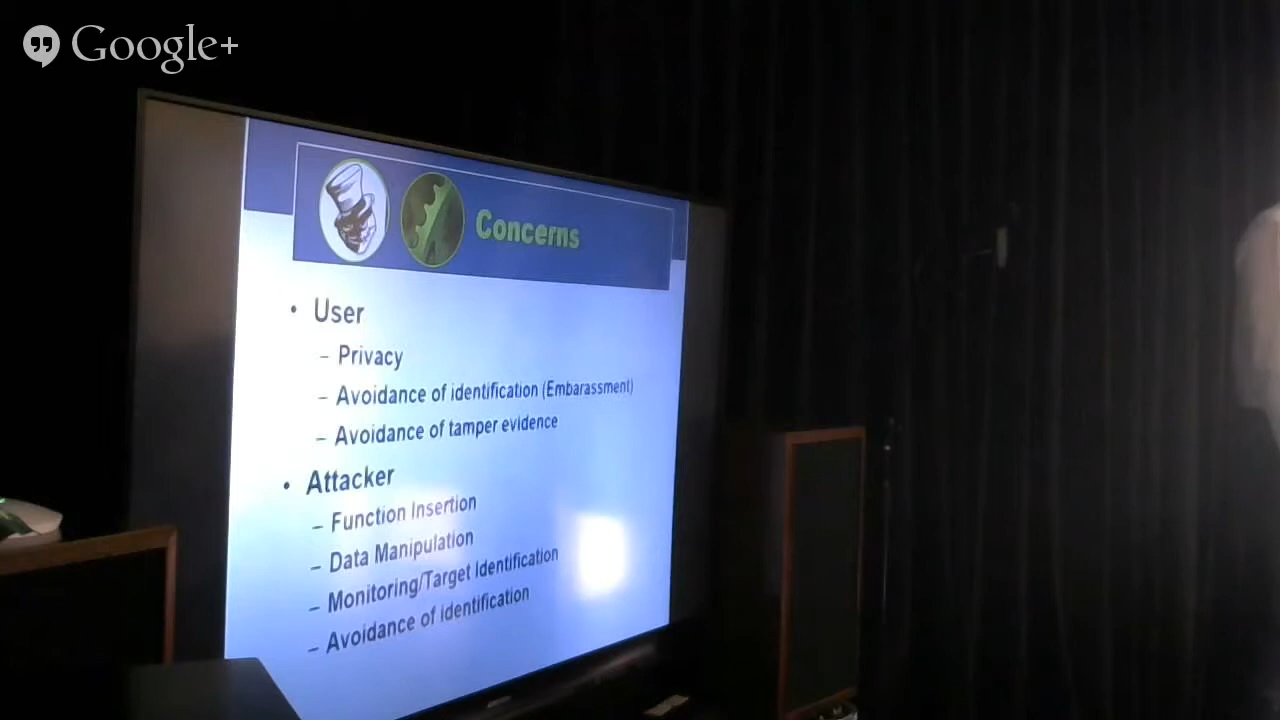 Google+
Concerns
• User
– Privacy
– Avoidance of identification (Embarassment)
– Avoidance of tamper evidence
• Attacker
– Function Insertion
– Data Manipulation
– Monitoring/Target Identification
– Avoidance of identification